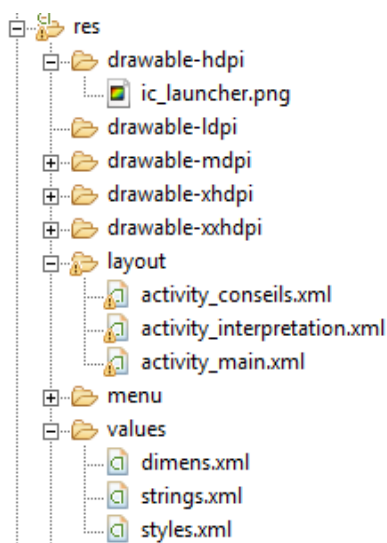 res
drawable-hdpi
ic_launcher.png
drawable-ldpi
drawable-mdpi
drawable-xhdpi
drawable-xxhdpi
layout
activity_conseils.xml
activity_interpretation.xml
activity_main.xml
menu
values
dimens.xml
strings.xml
styles.xml